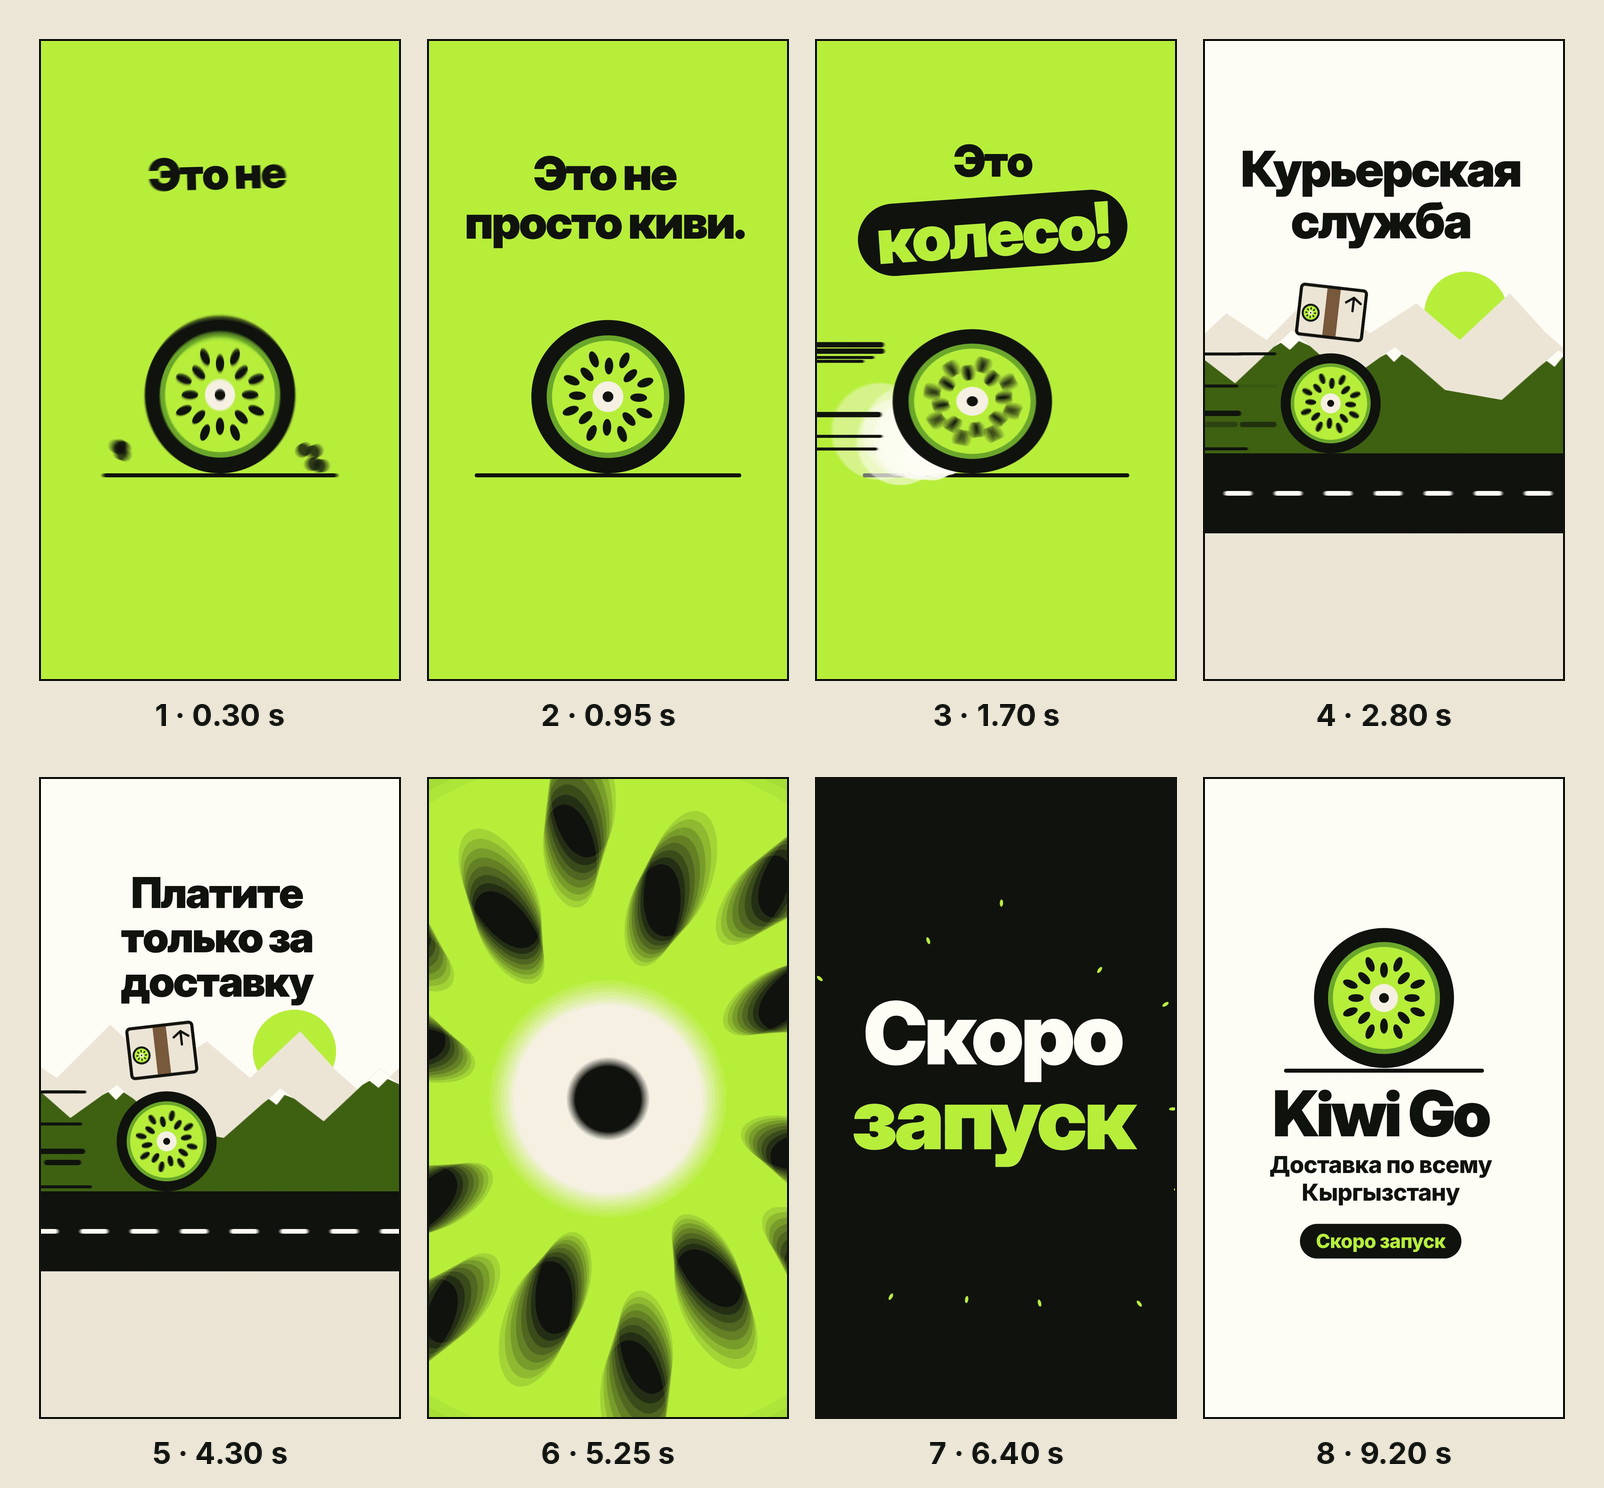 Это не
1 · 0.30 s
Это не
просто киви.
2 · 0.95 s
Это
колесо!
3 · 1.70 s
Курьерская
служба
4 · 2.80 s
Платите
только за
доставку
5 · 4.30 s
6 · 5.25 s
Скоро
запуск
7 · 6.40 s
Kiwi Go
Доставка по всему
Кыргызстану
Скоро запуск
8 · 9.20 s